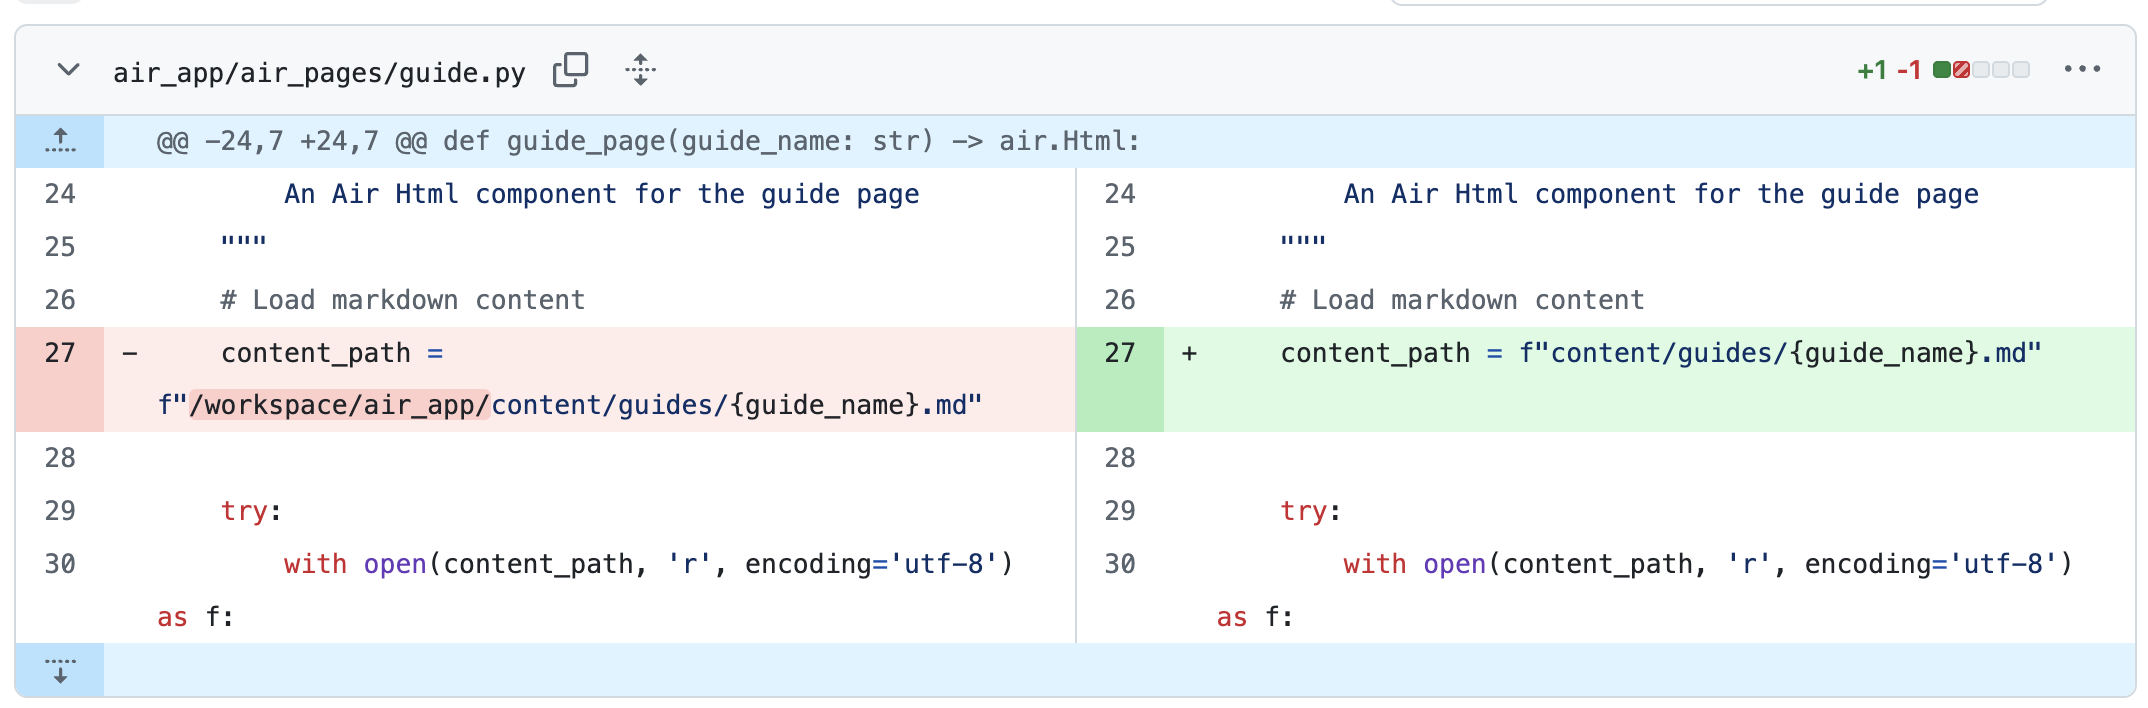 air_app/air_pages/guide.py +1 -1
@@ -24,7 +24,7 @@ def guide_page(guide_name: str) -> air.Html:
24 An Air Html component for the guide page
25 """
26 # Load markdown content
27 - content_path =
f"/workspace/air_app/content/guides/{guide_name}.md"
28
29 try:
30 with open(content_path, 'r', encoding='utf-8')
as f:
24 An Air Html component for the guide page
25 """
26 # Load markdown content
27 + content_path = f"content/guides/{guide_name}.md"
28
29 try:
30 with open(content_path, 'r', encoding='utf-8')
as f: